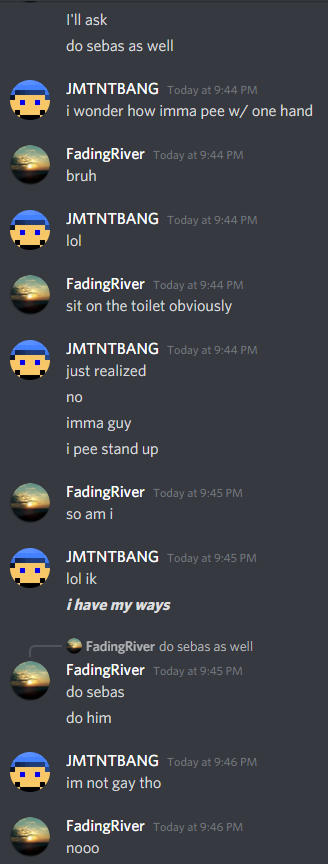 I'll ask
do sebas as well
JMTNTBANG Today at 9:44 PM
i wonder how imma pee w/ one hand
FadingRiver Today at 9:44 PM
bruh
JMTNTBANG Today at 9:44 PM
lol
FadingRiver Today at 9:44 PM
sit on the toilet obviously
JMTNTBANG Today at 9:44 PM
just realized
no
imma guy
i pee stand up
FadingRiver Today at 9:45 PM
so am i
JMTNTBANG Today at 9:45 PM
lol ik
i have my ways
FadingRiver do sebas as well
FadingRiver Today at 9:45 PM
do sebas
do him
JMTNTBANG Today at 9:46 PM
im not gay tho
FadingRiver Today at 9:46 PM
nooo